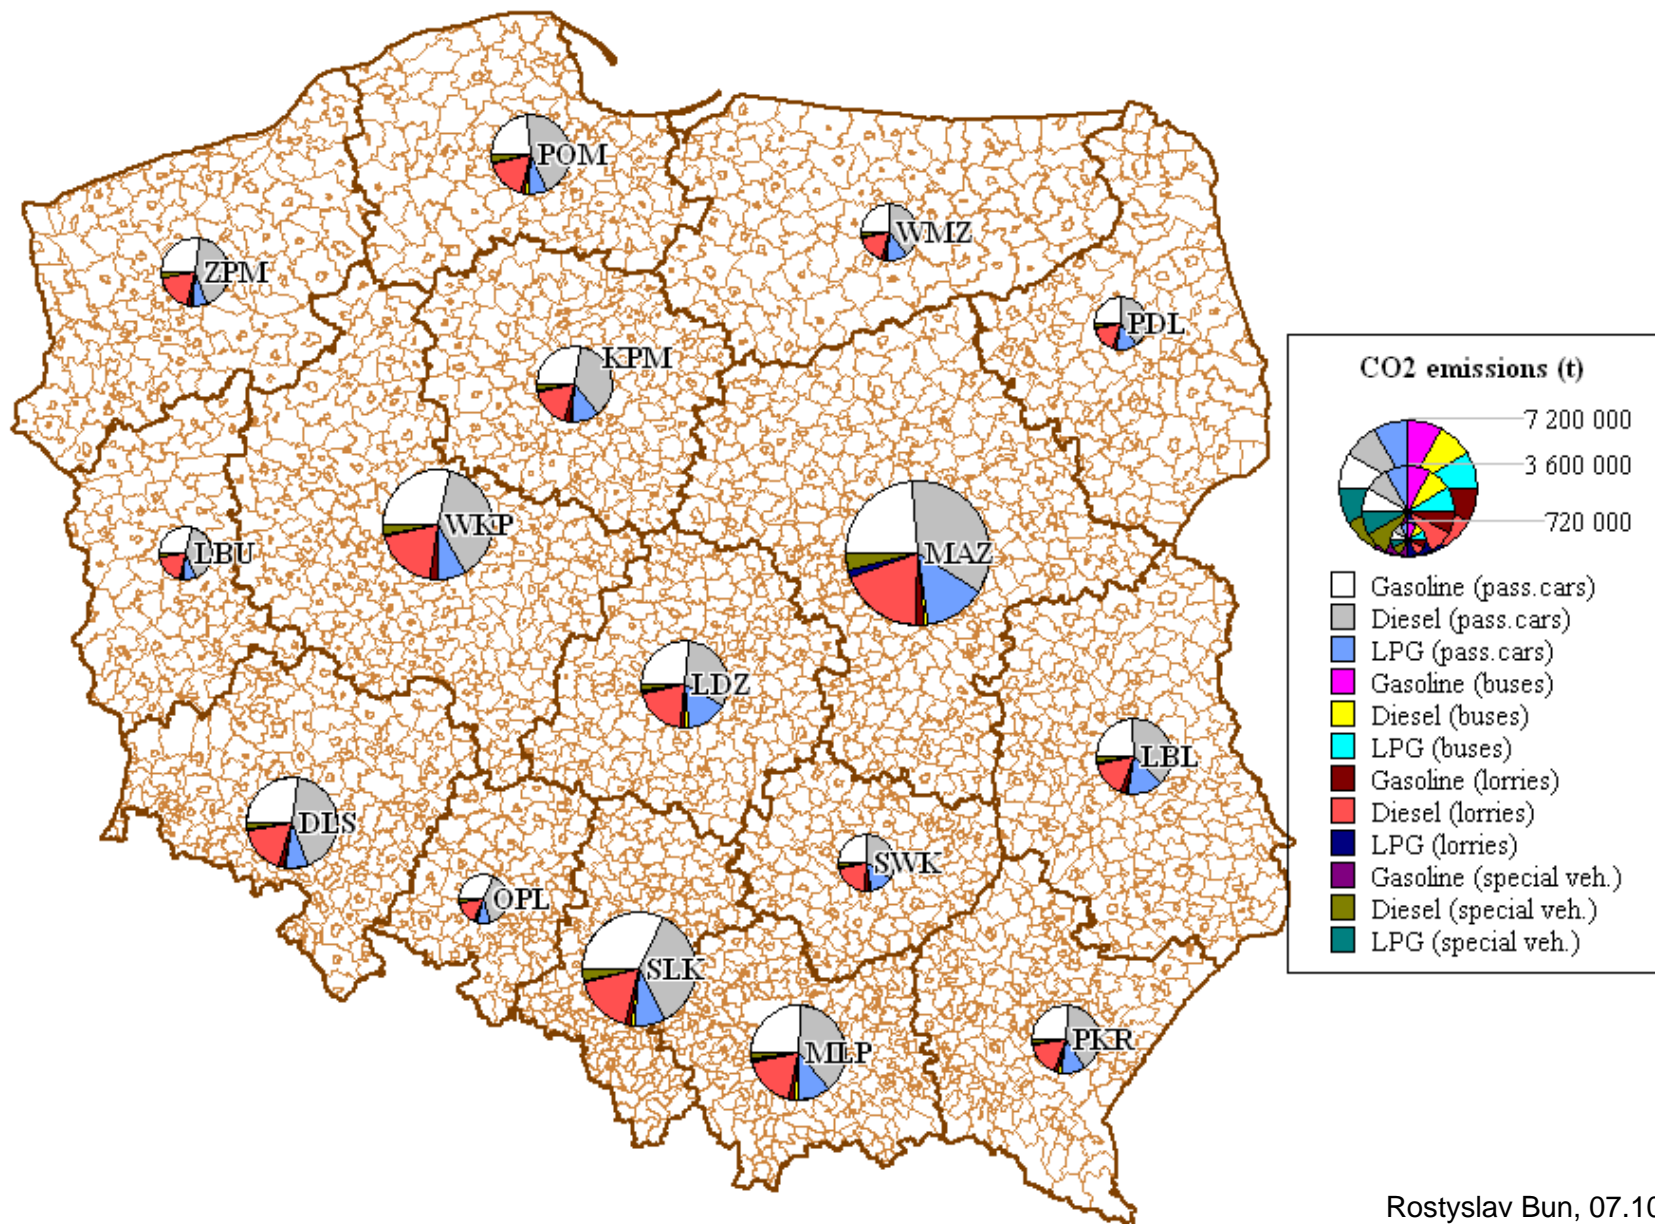 POM
WMZ
ZPM
PDL
KPM
WKP
MAZ
LBU
LDZ
LBL
DLS
SWK
OPL
SLK
MLP
PKR
CO2 emissions (t)
7 200 000
3 600 000
720 000
Gasoline (pass.cars)
Diesel (pass.cars)
LPG (pass.cars)
Gasoline (buses)
Diesel (buses)
LPG (buses)
Gasoline (lorries)
Diesel (lorries)
LPG (lorries)
Gasoline (special veh.)
Diesel (special veh.)
LPG (special veh.)
Rostyslav Bun, 07.10